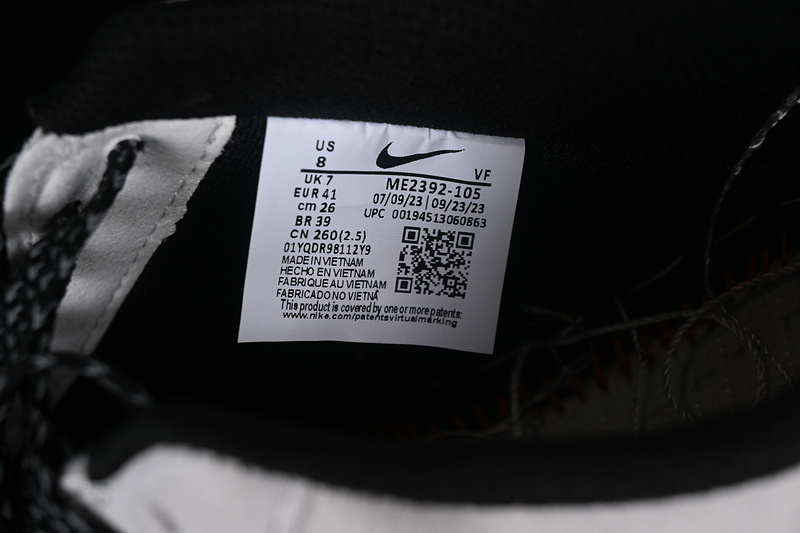 US
8
VF
UK 7
EUR 41
cm 26
BR 39
CN 260(2.5)
ME2392-105
07/09/23 | 09/23/23
UPC 00194513060863
01YQDR98112Y9
MADE IN VIETNAM
HECHO EN VIETNAM
FABRIQUE AU VIETNAM
FABRICADO NO VIETNA
This product is covered by one or more patents:
www.nike.com/patentsvirtualmarking